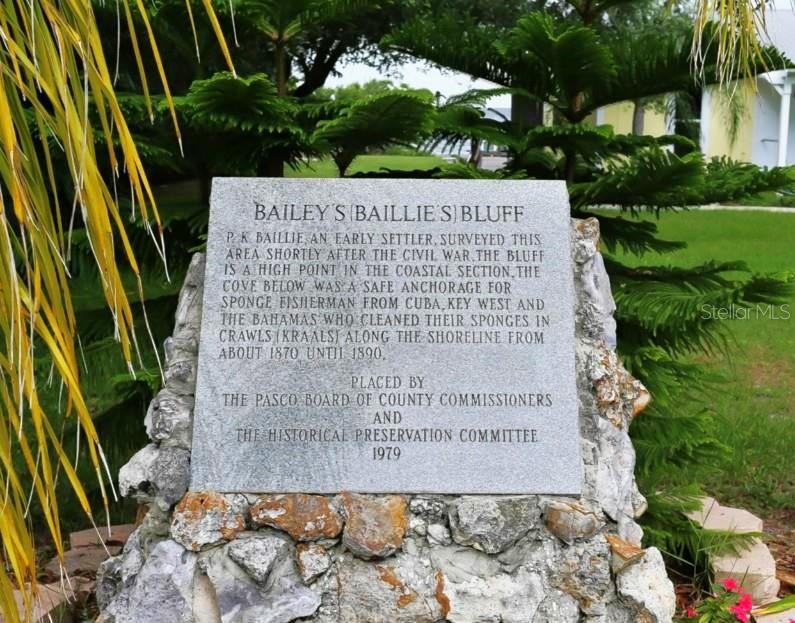 BAILEY'S (BAILLIE'S) BLUFF
P. K. BAILLIE, AN EARLY SETTLER, SURVEYED THIS
AREA SHORTLY AFTER THE CIVIL WAR. THE BLUFF
IS A HIGH POINT IN THE COASTAL SECTION. THE
COVE BELOW WAS A SAFE ANCHORAGE FOR
SPONGE FISHERMAN FROM CUBA, KEY WEST AND
THE BAHAMAS WHO CLEANED THEIR SPONGES IN
CRAWLS (KRAALS) ALONG THE SHORELINE FROM
ABOUT 1870 UNTIL 1890.
PLACED BY
THE PASCO BOARD OF COUNTY COMMISSIONERS
AND
THE HISTORICAL PRESERVATION COMMITTEE
1979
StellarMLS